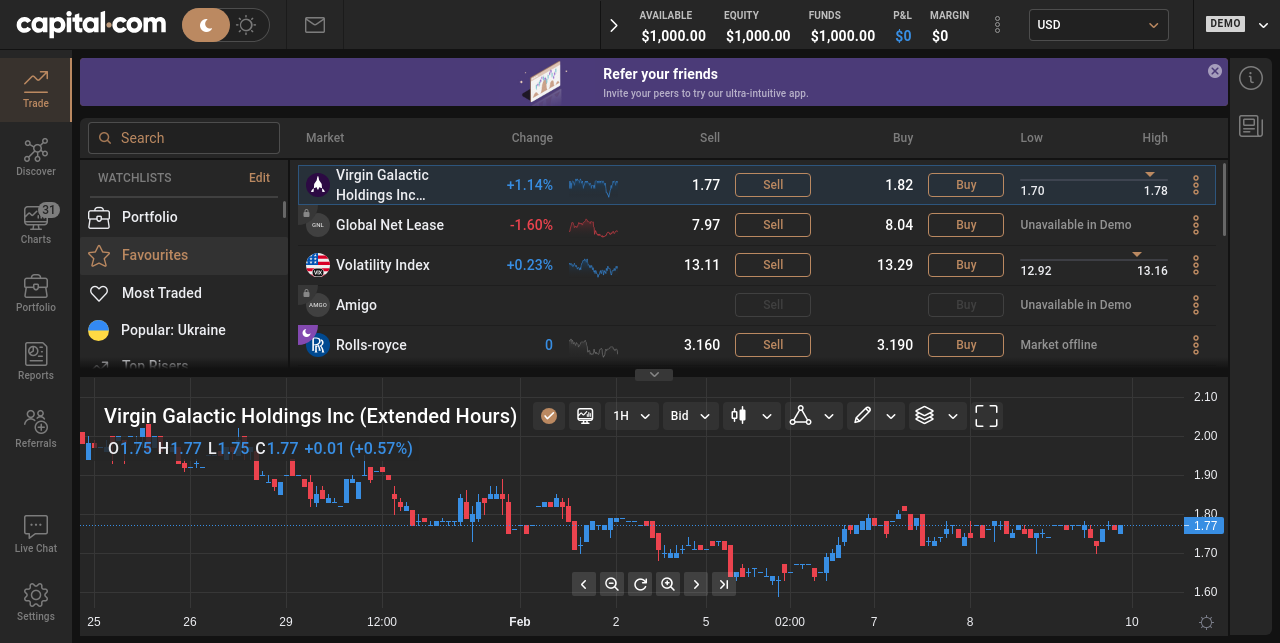 capital.com
AVAILABLE EQUITY FUNDS P&L MARGIN
$1,000.00 $1,000.00 $1,000.00 $0 $0
USD
DEMO
Trade
Discover
31
Charts
Portfolio
Reports
Referrals
Live Chat
Settings
Refer your friends
Invite your peers to try our ultra-intuitive app.
Search
Market Change Sell Buy Low High
WATCHLISTS Edit
Portfolio
Favourites
Most Traded
Popular: Ukraine
Top Risers
Virgin Galactic
Holdings Inc… +1.14% 1.77 Sell 1.82 Buy 1.70 1.78
GNL Global Net Lease -1.60% 7.97 Sell 8.04 Buy Unavailable in Demo
VIX Volatility Index +0.23% 13.11 Sell 13.29 Buy 12.92 13.16
AMGO Amigo Sell Buy Unavailable in Demo
Rolls-royce 0 3.160 Sell 3.190 Buy Market offline
Virgin Galactic Holdings Inc (Extended Hours) 1H Bid
O1.75 H1.77 L1.75 C1.77 +0.01 (+0.57%)
2.10
2.00
1.90
1.80
1.77
1.70
1.60
25 26 29 12:00 Feb 2 5 02:00 7 8 10